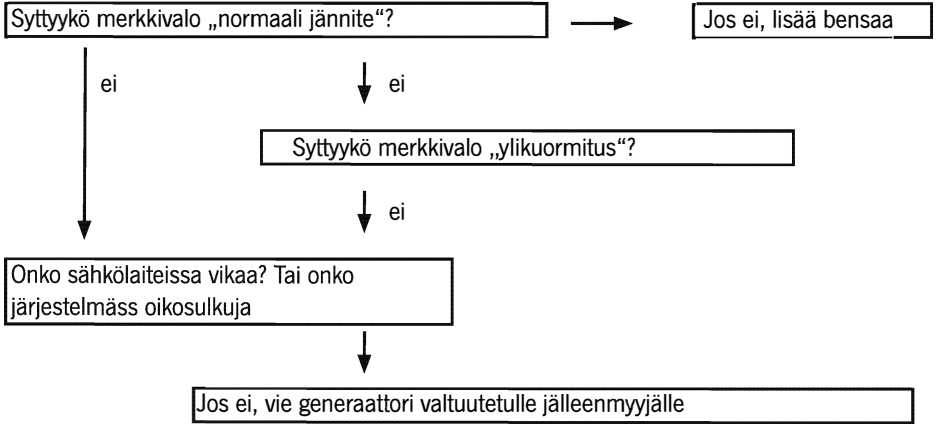 Syttyykö merkkivalo „normaali jännite“?
Jos ei, lisää bensaa
ei
ei
Syttyykö merkkivalo „ylikuormitus“?
ei
Onko sähkölaiteissa vikaa? Tai onko
järjestelmäss oikosulkuja
Jos ei, vie generaattori valtuutetulle jälleenmyyjälle